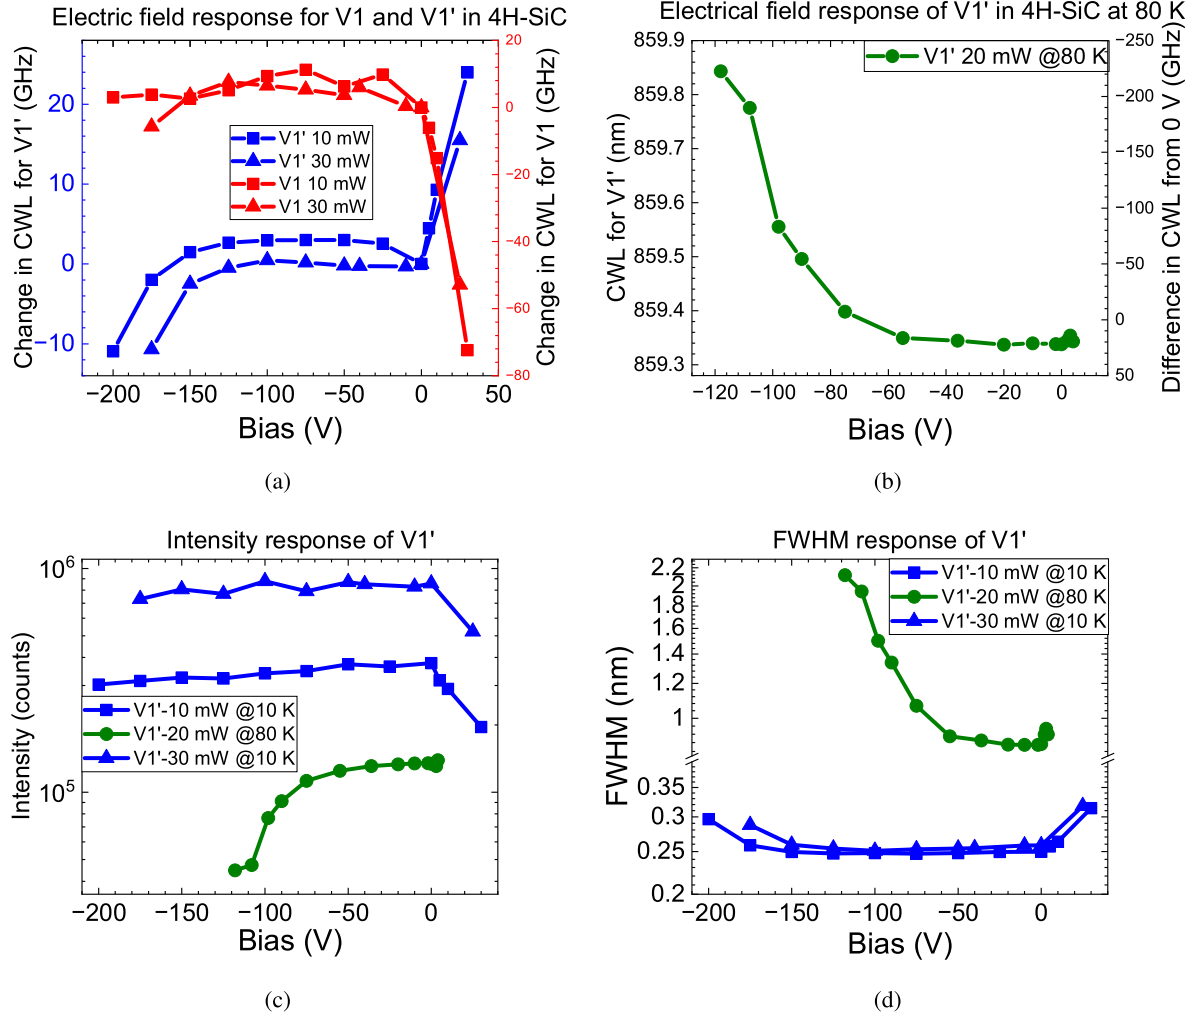 Electric field response for V1 and V1' in 4H-SiC
Change in CWL for V1' (GHz)
20
10
0
−10
V1' 10 mW
V1' 30 mW
V1 10 mW
V1 30 mW
20
0
−20
−40
−60
−80
Change in CWL for V1 (GHz)
−200
−150
−100
−50
0
50
Bias (V)
(a)
Electrical field response of V1' in 4H-SiC at 80 K
CWL for V1' (nm)
859.9
859.8
859.7
859.6
859.5
859.4
859.3
V1' 20 mW @80 K
−250
−200
−150
−100
−50
0
50
Difference in CWL from 0 V (GHz)
−120
−100
−80
−60
−40
−20
0
Bias (V)
(b)
Intensity response of V1'
Intensity (counts)
10⁶
10⁵
V1'-10 mW @10 K
V1'-20 mW @80 K
V1'-30 mW @10 K
−200
−150
−100
−50
0
Bias (V)
(c)
FWHM response of V1'
FWHM (nm)
2.2
2
1.8
1.6
1.4
1.2
1
0.35
0.3
0.25
0.2
V1'-10 mW @10 K
V1'-20 mW @80 K
V1'-30 mW @10 K
−200
−150
−100
−50
0
Bias (V)
(d)